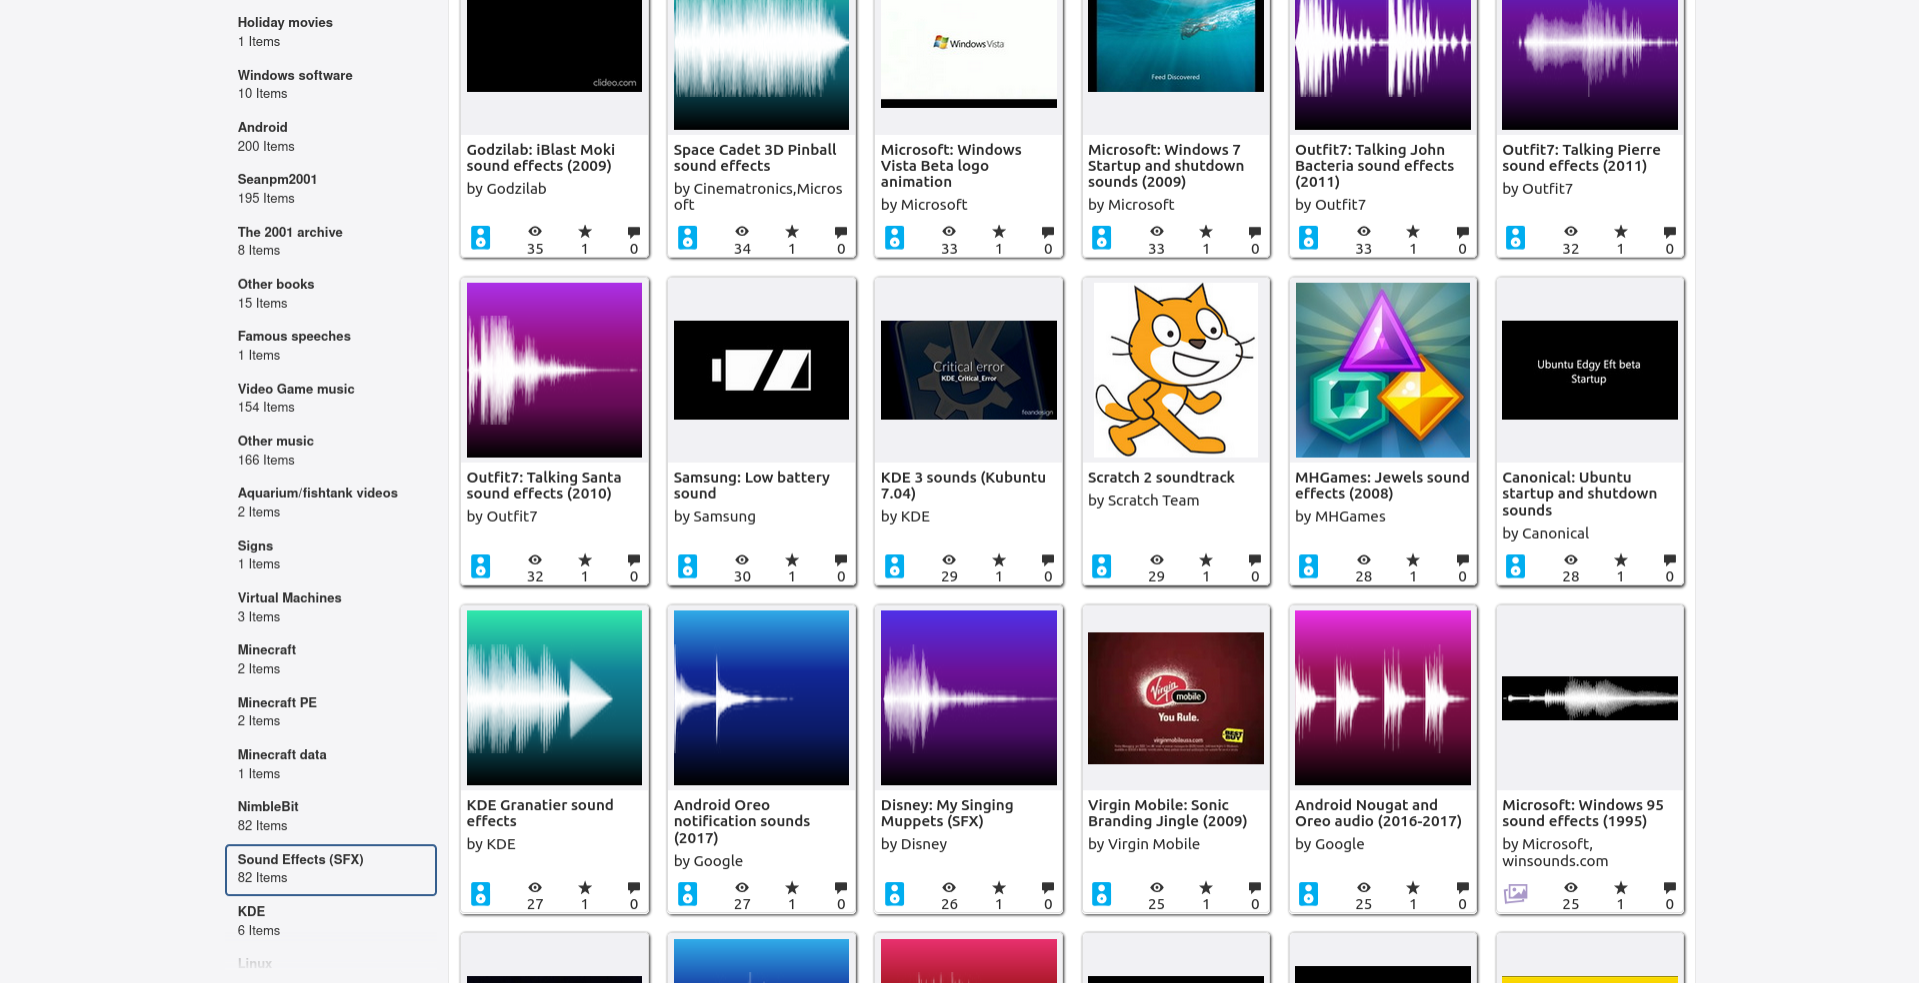 Holiday movies
1 Items
Windows software
10 Items
Android
200 Items
Seanpm2001
195 Items
The 2001 archive
8 Items
Other books
15 Items
Famous speeches
1 Items
Video Game music
154 Items
Other music
166 Items
Aquarium/fishtank videos
2 Items
Signs
1 Items
Virtual Machines
3 Items
Minecraft
2 Items
Minecraft PE
2 Items
Minecraft data
1 Items
NimbleBit
82 Items
Sound Effects (SFX)
82 Items
KDE
6 Items
Linux
clideo.com
Godzilab: iBlast Moki
sound effects (2009)
by Godzilab
35 1 0
Space Cadet 3D Pinball
sound effects
by Cinematronics,Micros
oft
34 1 0
Windows Vista
Microsoft: Windows
Vista Beta logo
animation
by Microsoft
33 1 0
Feed Discovered
Microsoft: Windows 7
Startup and shutdown
sounds (2009)
by Microsoft
33 1 0
Outfit7: Talking John
Bacteria sound effects
(2011)
by Outfit7
33 1 0
Outfit7: Talking Pierre
sound effects (2011)
by Outfit7
32 1 0
Outfit7: Talking Santa
sound effects (2010)
by Outfit7
32 1 0
Samsung: Low battery
sound
by Samsung
30 1 0
Critical error
KDE_Critical_Error
feandesign
KDE 3 sounds (Kubuntu
7.04)
by KDE
29 1 0
Scratch 2 soundtrack
by Scratch Team
29 1 0
MHGames: Jewels sound
effects (2008)
by MHGames
28 1 0
Ubuntu Edgy Eft beta
Startup
Canonical: Ubuntu
startup and shutdown
sounds
by Canonical
28 1 0
KDE Granatier sound
effects
by KDE
27 1 0
Android Oreo
notification sounds
(2017)
by Google
27 1 0
Disney: My Singing
Muppets (SFX)
by Disney
26 1 0
Virgin
mobile
You Rule.
virginmobileusa.com
BEST BUY
Virgin Mobile: Sonic
Branding Jingle (2009)
by Virgin Mobile
25 1 0
Android Nougat and
Oreo audio (2016-2017)
by Google
25 1 0
Microsoft: Windows 95
sound effects (1995)
by Microsoft,
winsounds.com
25 1 0